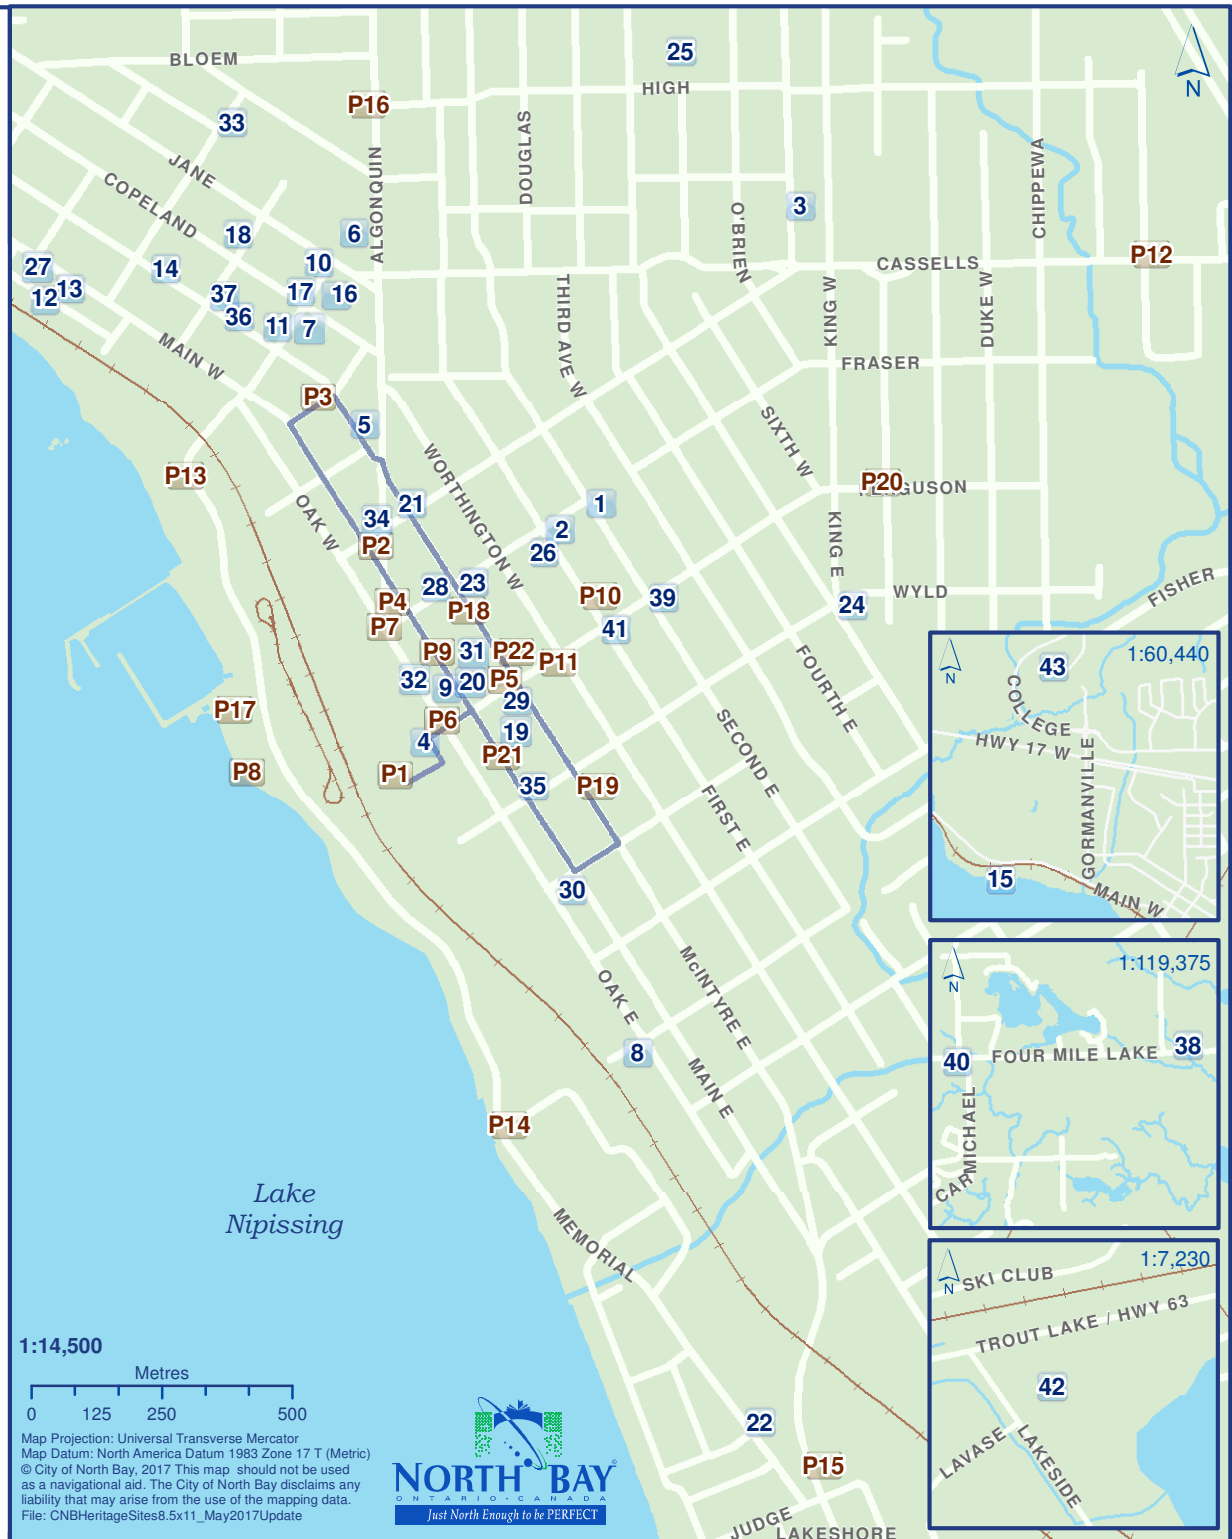 BLOEM
25
HIGH
N
P16
33
DOUGLAS
JANE
ALGONQUIN
CHIPPEWA
COPELAND
3
O'BRIEN
18
6
27
14
10
CASSELLS
P12
12
13
37
17
16
THIRD AVE W
KING W
DUKE W
36
11
7
MAIN W
FRASER
P3
5
SIXTH W
P13
WORTHINGTON W
P20
FERGUSON
OAK W
21
1
34
2
KING E
P2
26
28
23
P10
39
24
WYLD
FISHER
P4
P18
P7
41
P9
31
P22
P11
FOURTH E
32
9
20
P5
29
P17
P6
SECOND E
4
19
P8
P1
P21
35
P19
FIRST E
30
McINTYRE E
OAK E
8
MAIN E
P14
MEMORIAL
Lake
Nipissing
22
P15
JUDGE
LAKESHORE
1:60,440
N
43
COLLEGE
HWY 17 W
GORMANVILLE
15
MAIN W
1:119,375
N
FOUR MILE LAKE
38
40
CARMICHAEL
1:7,230
N
SKI CLUB
TROUT LAKE / HWY 63
42
LAVASE
LAKESIDE
1:14,500
Metres
0 125 250 500
Map Projection: Universal Transverse Mercator
Map Datum: North America Datum 1983 Zone 17 T (Metric)
© City of North Bay, 2017 This map should not be used
as a navigational aid. The City of North Bay disclaims any
liability that may arise from the use of the mapping data.
File: CNBHeritageSites8.5x11_May2017Update
NORTH BAY©
ONTARIO · CANADA
Just North Enough to be PERFECT